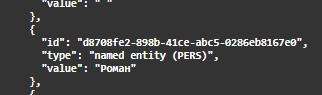 "value": " "
},
{
"id": "d8708fe2-898b-41ce-abc5-0286eb8167e0",
"type": "named entity (PERS)",
"value": "Роман"
},
{